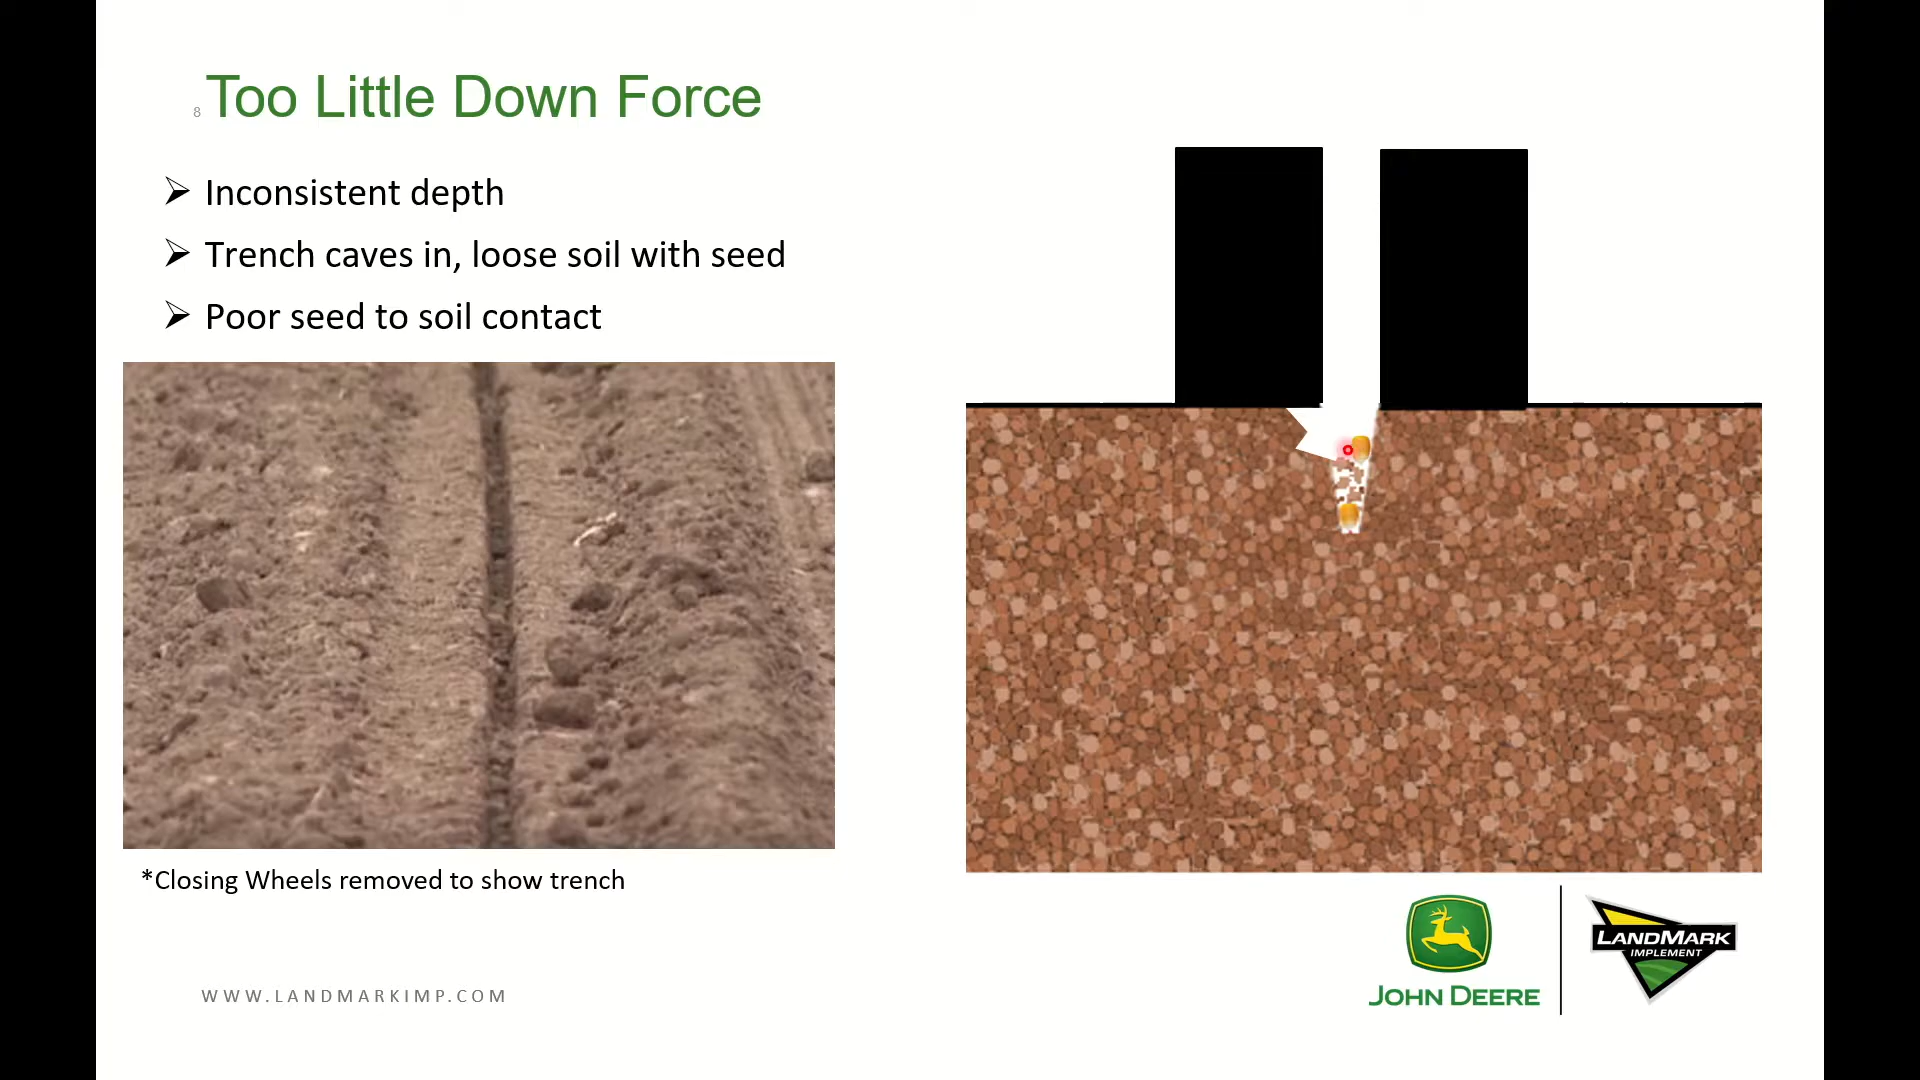 8
Too Little Down Force
Inconsistent depth
Trench caves in, loose soil with seed
Poor seed to soil contact
*Closing Wheels removed to show trench
WWW.LANDMARKIMP.COM
JOHN DEERE
LANDMARK
IMPLEMENT